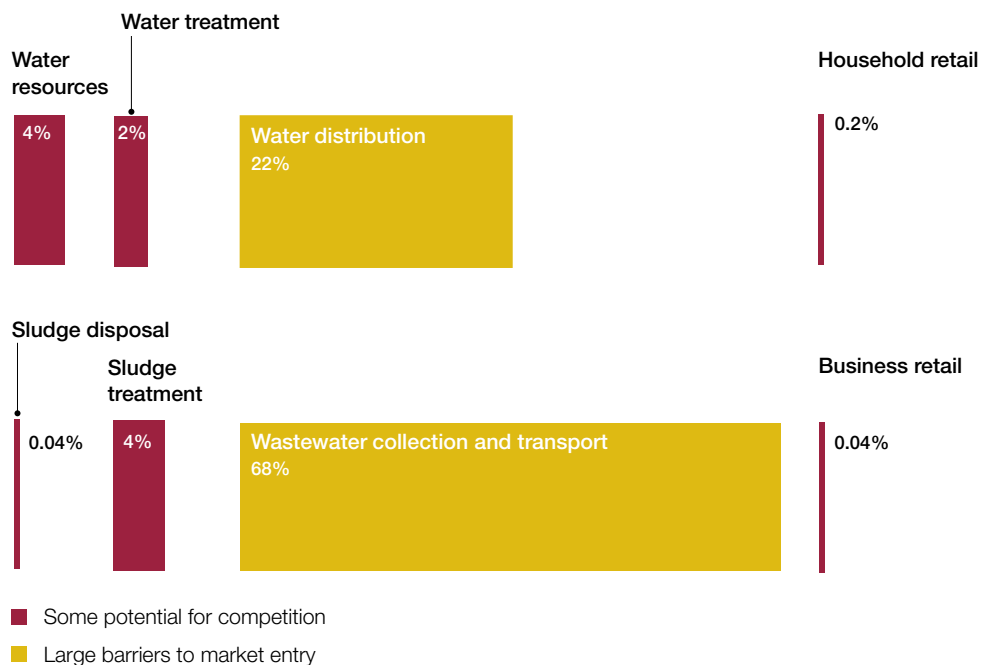 Water treatment
Water
resources
Household retail
4%
2%
Water distribution
22%
0.2%
Sludge disposal
Sludge
treatment
Business retail
0.04%
4%
Wastewater collection and transport
68%
0.04%
Some potential for competition
Large barriers to market entry